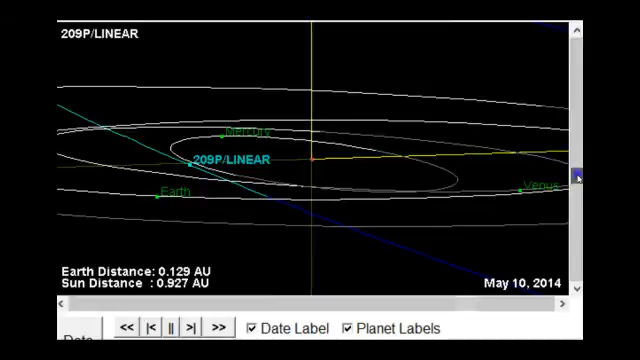 209P/LINEAR
Mercury
209P/LINEAR
Earth
Venus
Earth Distance: 0.129 AU
Sun Distance : 0.927 AU
May 10, 2014
<< |< || >| >>
Date Label
Planet Labels